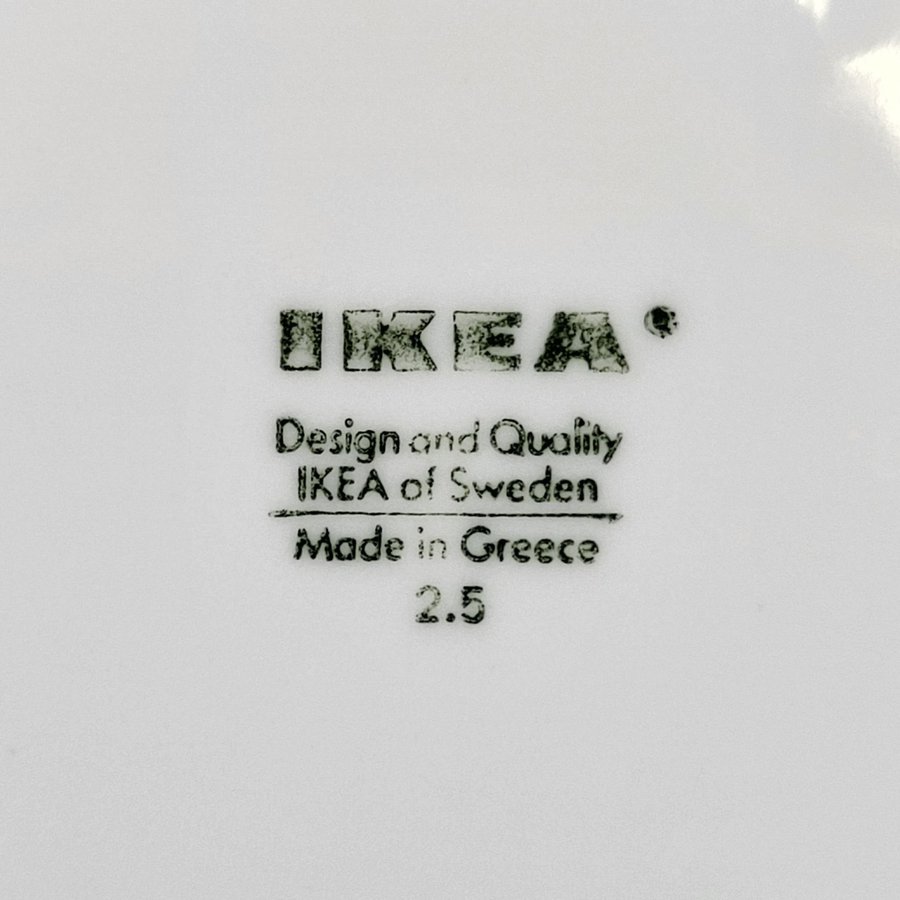 IKEA®
Design and Quality
IKEA of Sweden
Made in Greece
2.5